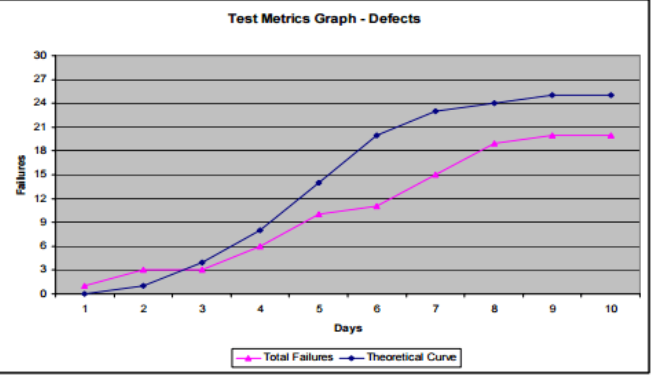 Test Metrics Graph - Defects
30
27
24
21
18
15
12
9
6
3
0
Failures
1 2 3 4 5 6 7 8 9 10
Days
Total Failures Theoretical Curve